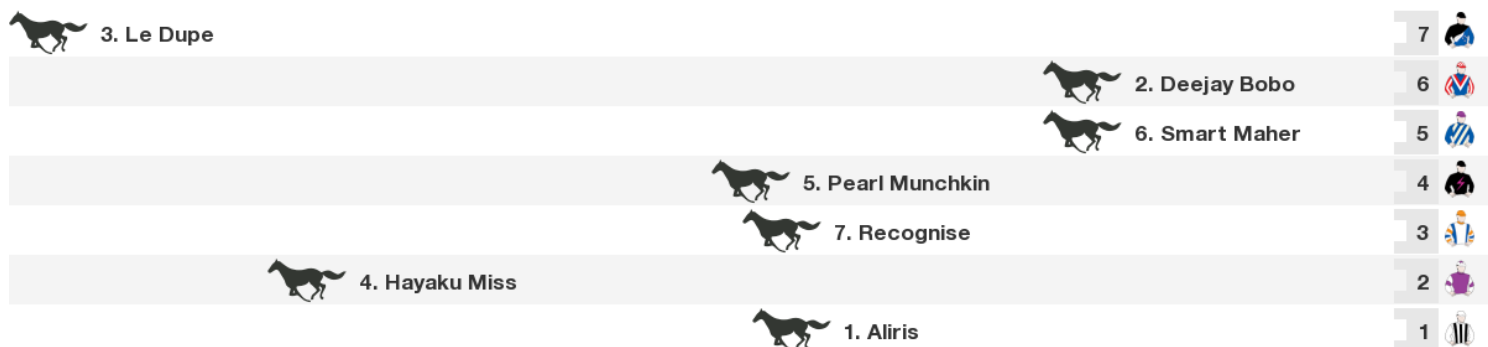 3. Le Dupe 7
2. Deejay Bobo 6
6. Smart Maher 5
5. Pearl Munchkin 4
7. Recognise 3
4. Hayaku Miss 2
1. Aliris 1